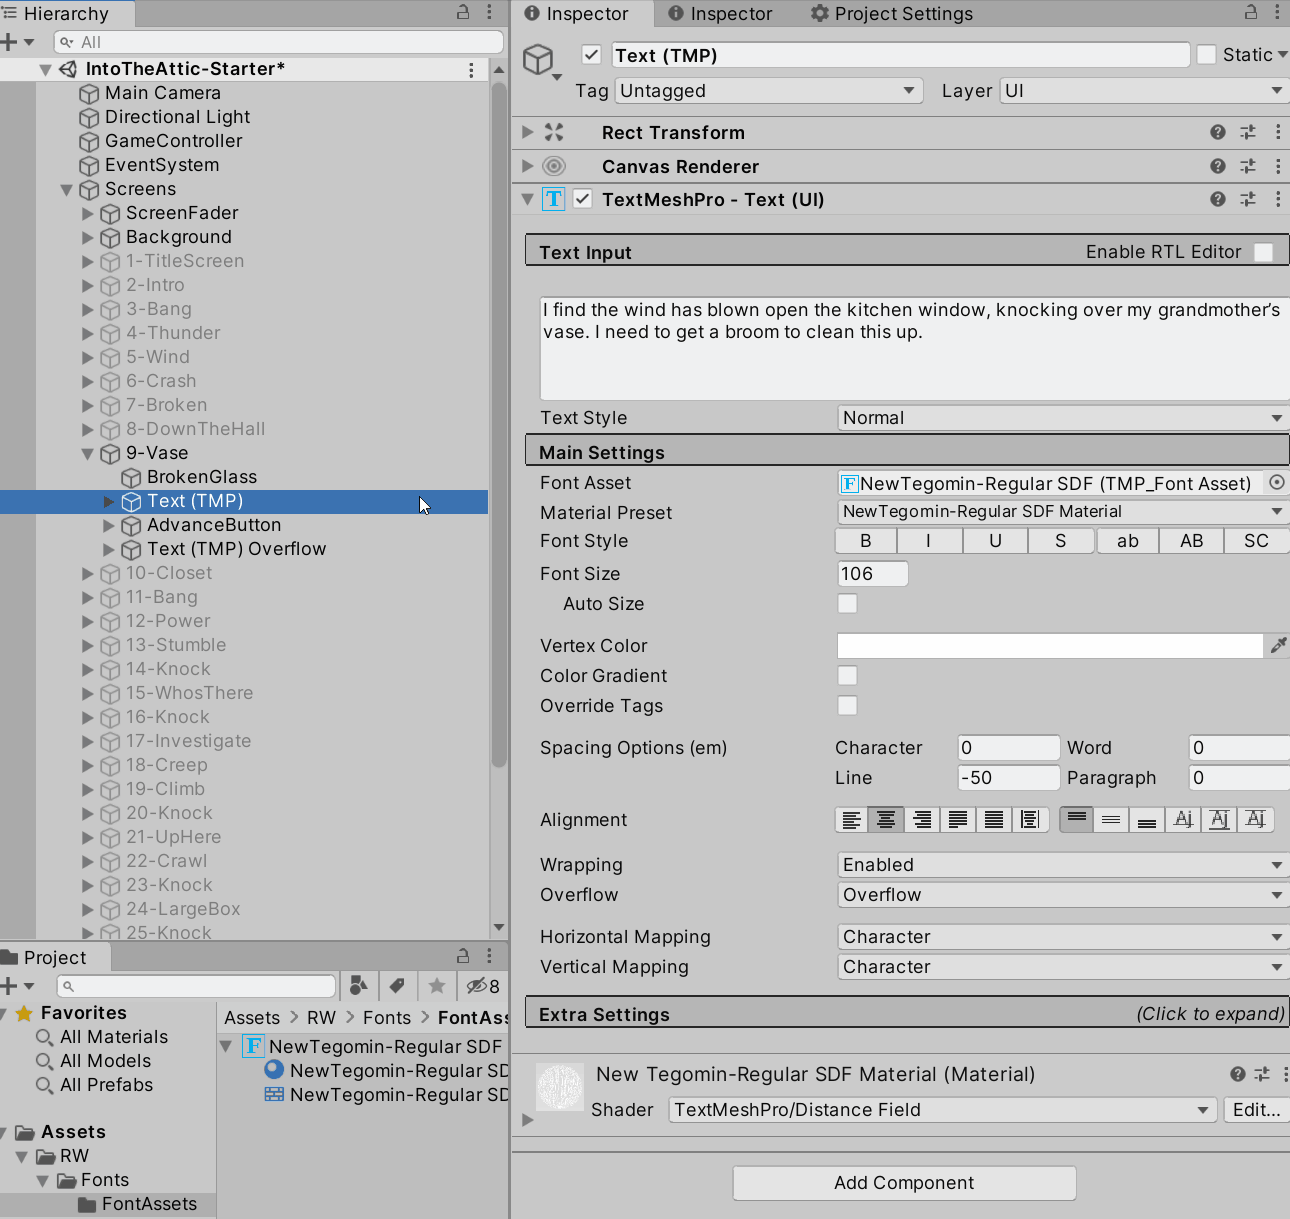 Hierarchy
All
IntoTheAttic-Starter*
Main Camera
Directional Light
GameController
EventSystem
Screens
ScreenFader
Background
1-TitleScreen
2-Intro
3-Bang
4-Thunder
5-Wind
6-Crash
7-Broken
8-DownTheHall
9-Vase
BrokenGlass
Text (TMP)
AdvanceButton
Text (TMP) Overflow
10-Closet
11-Bang
12-Power
13-Stumble
14-Knock
15-WhosThere
16-Knock
17-Investigate
18-Creep
19-Climb
20-Knock
21-UpHere
22-Crawl
23-Knock
24-LargeBox
25-Knock
Project
8
Favorites
All Materials
All Models
All Prefabs
Assets
RW
Fonts
FontAssets
Assets > RW > Fonts > FontAss
NewTegomin-Regular SDF
NewTegomin-Regular SD
NewTegomin-Regular SD
Inspector Inspector Project Settings
Text (TMP) Static
Tag Untagged Layer UI
Rect Transform
Canvas Renderer
TextMeshPro - Text (UI)
Text Input Enable RTL Editor
I find the wind has blown open the kitchen window, knocking over my grandmother's
vase. I need to get a broom to clean this up.
Text Style Normal
Main Settings
Font Asset NewTegomin-Regular SDF (TMP_Font Asset)
Material Preset NewTegomin-Regular SDF Material
Font Style B I U S ab AB SC
Font Size 106
Auto Size
Vertex Color
Color Gradient
Override Tags
Spacing Options (em) Character 0 Word 0
Line -50 Paragraph 0
Alignment
Wrapping Enabled
Overflow Overflow
Horizontal Mapping Character
Vertical Mapping Character
Extra Settings (Click to expand)
New Tegomin-Regular SDF Material (Material)
Shader TextMeshPro/Distance Field Edit...
Add Component